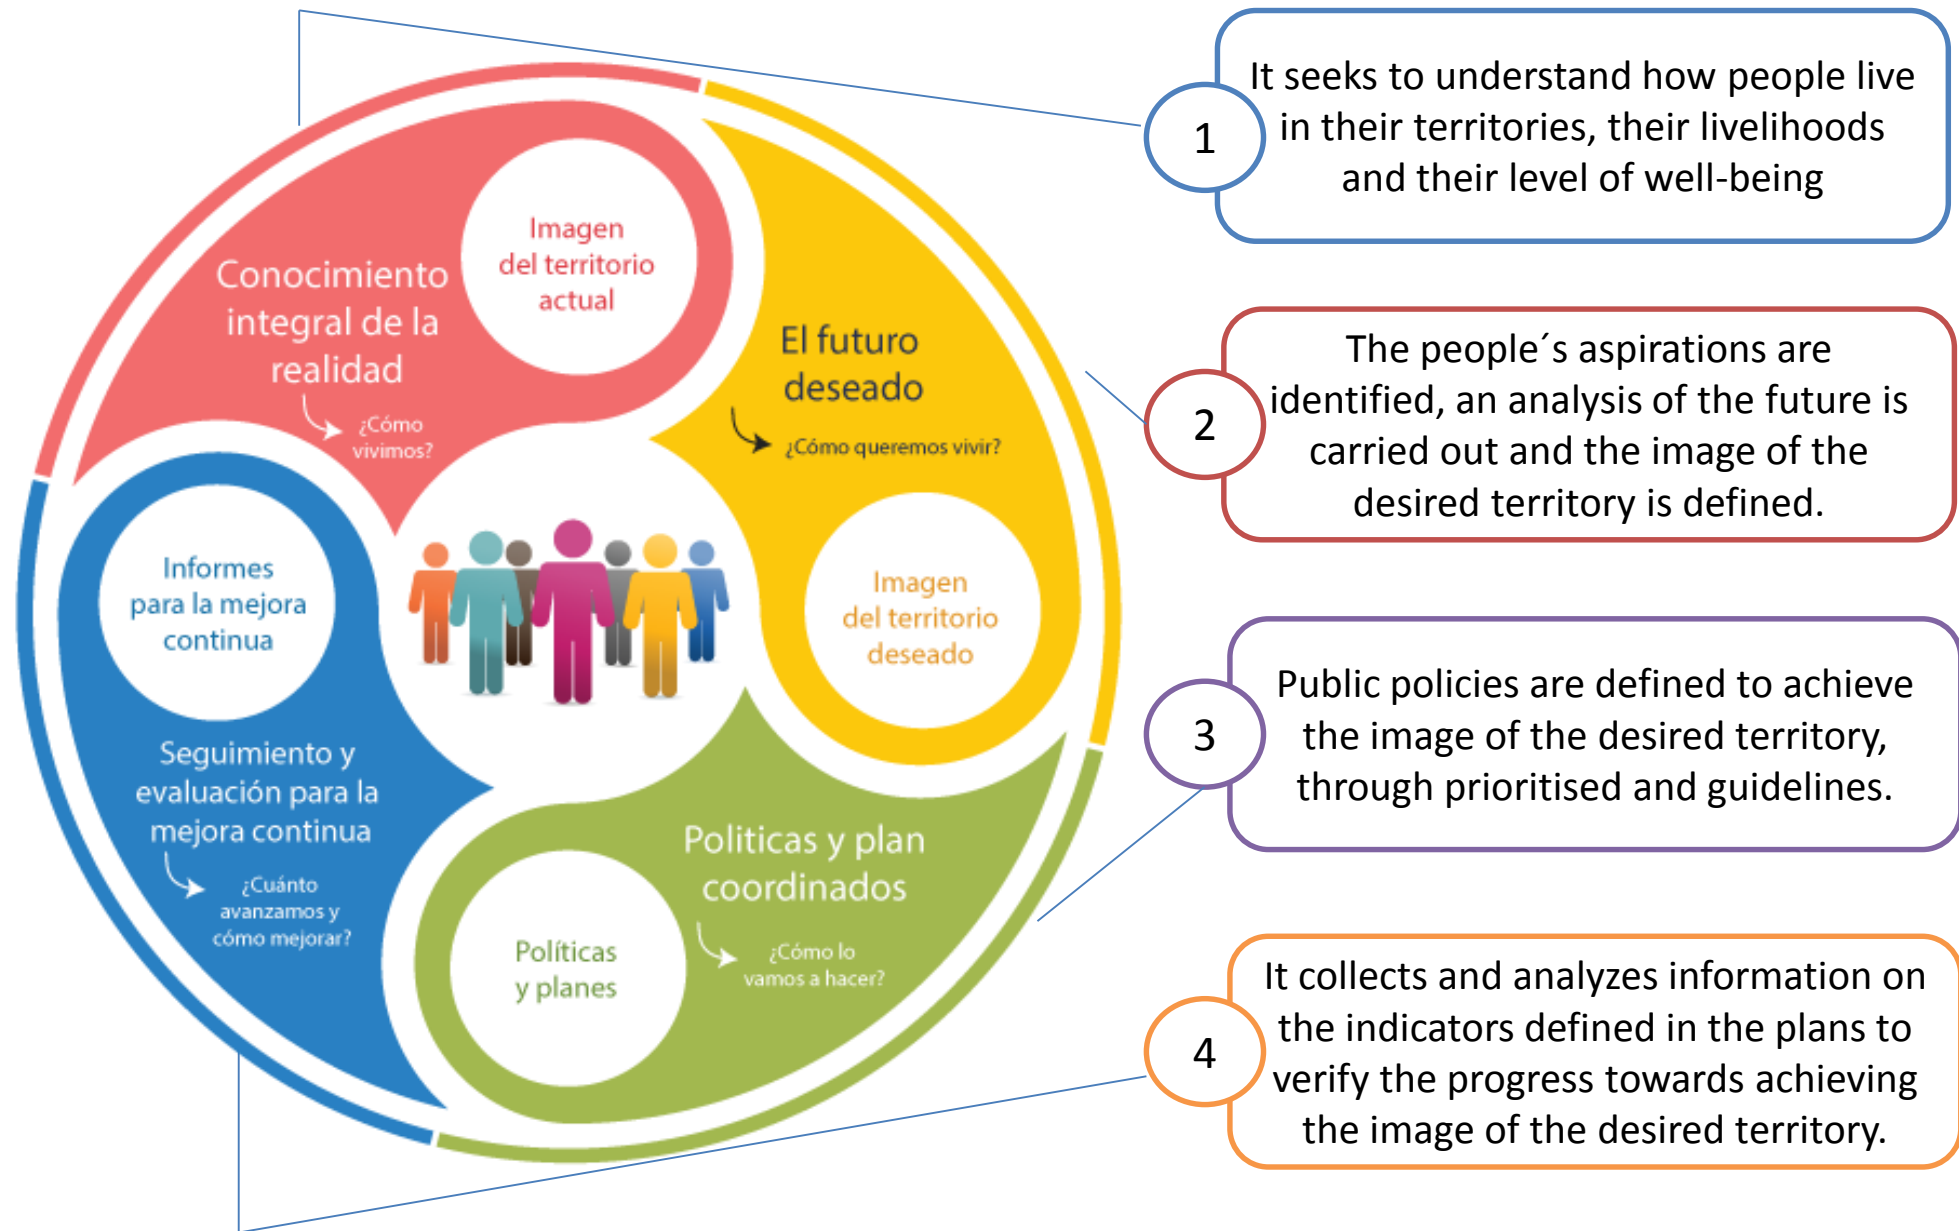 Conocimiento
integral de la
realidad
¿Cómo
vivimos?
Imagen
del territorio
actual
El futuro
deseado
¿Cómo queremos vivir?
Imagen
del territorio
deseado
Politicas y plan
coordinados
¿Cómo lo
vamos a hacer?
Políticas
y planes
Informes
para la mejora
continua
Seguimiento y
evaluación para la
mejora continua
¿Cuánto
avanzamos y
cómo mejorar?
1
It seeks to understand how people live
in their territories, their livelihoods
and their level of well-being
2
The people´s aspirations are
identified, an analysis of the future is
carried out and the image of the
desired territory is defined.
3
Public policies are defined to achieve
the image of the desired territory,
through prioritised and guidelines.
4
It collects and analyzes information on
the indicators defined in the plans to
verify the progress towards achieving
the image of the desired territory.